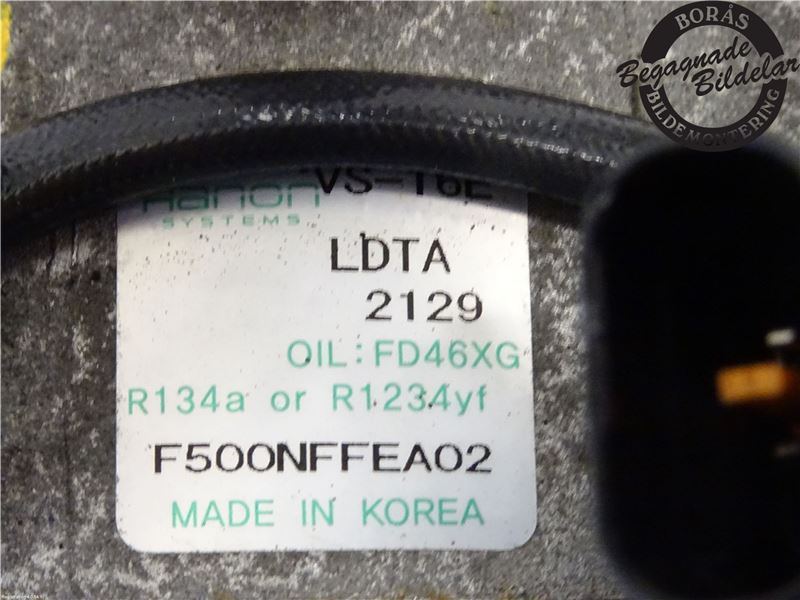 BORÅS
Begagnade
Bildelar
BILDEMONTERING
Hanon VS-16E
SYSTEMS
LDTA
2129
OIL:FD46XG
R134a or R1234yf
F500NFFEA02
MADE IN KOREA